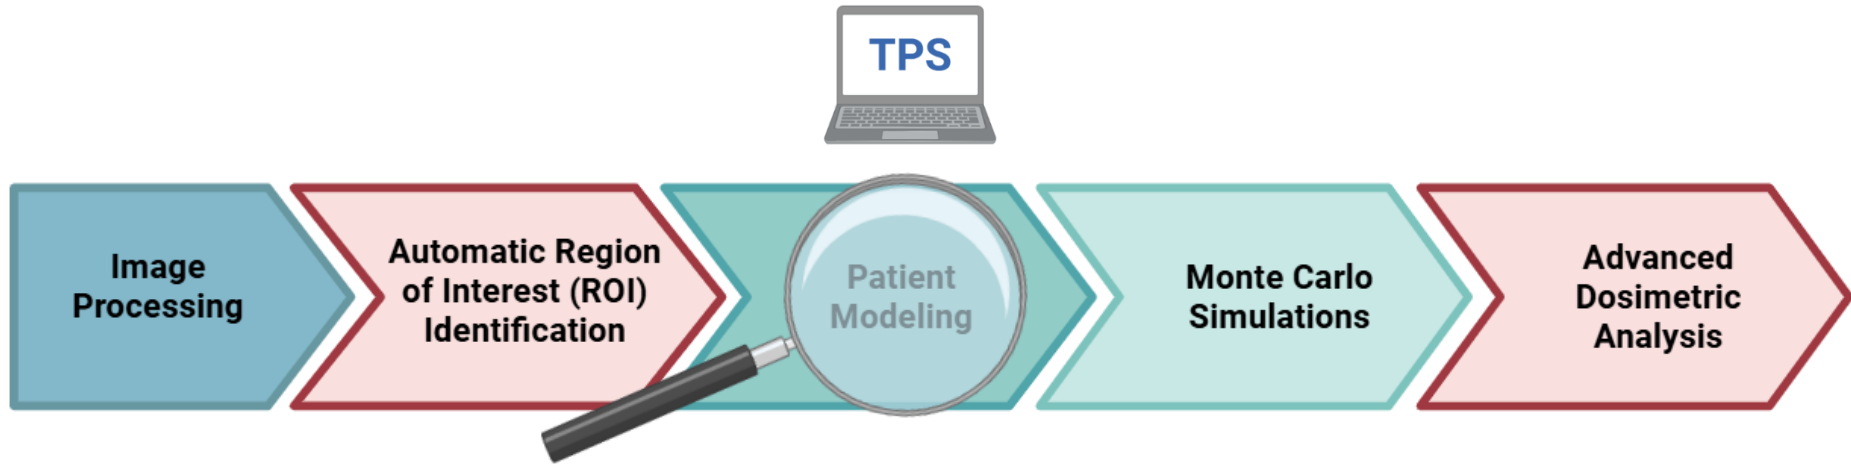 TPS
Image
Processing
Automatic Region
of Interest (ROI)
Identification
Patient
Modeling
Monte Carlo
Simulations
Advanced
Dosimetric
Analysis